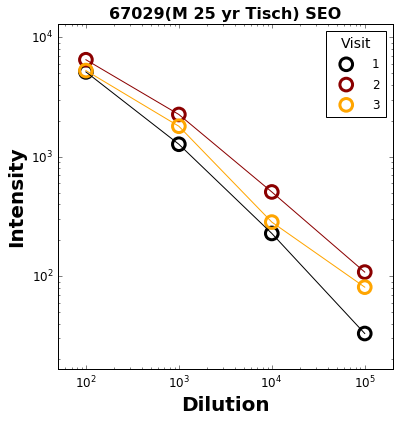 67029(M 25 yr Tisch) SEO
Visit
1
2
3
Intensity
10⁴
10³
10²
10² 10³ 10⁴ 10⁵
Dilution